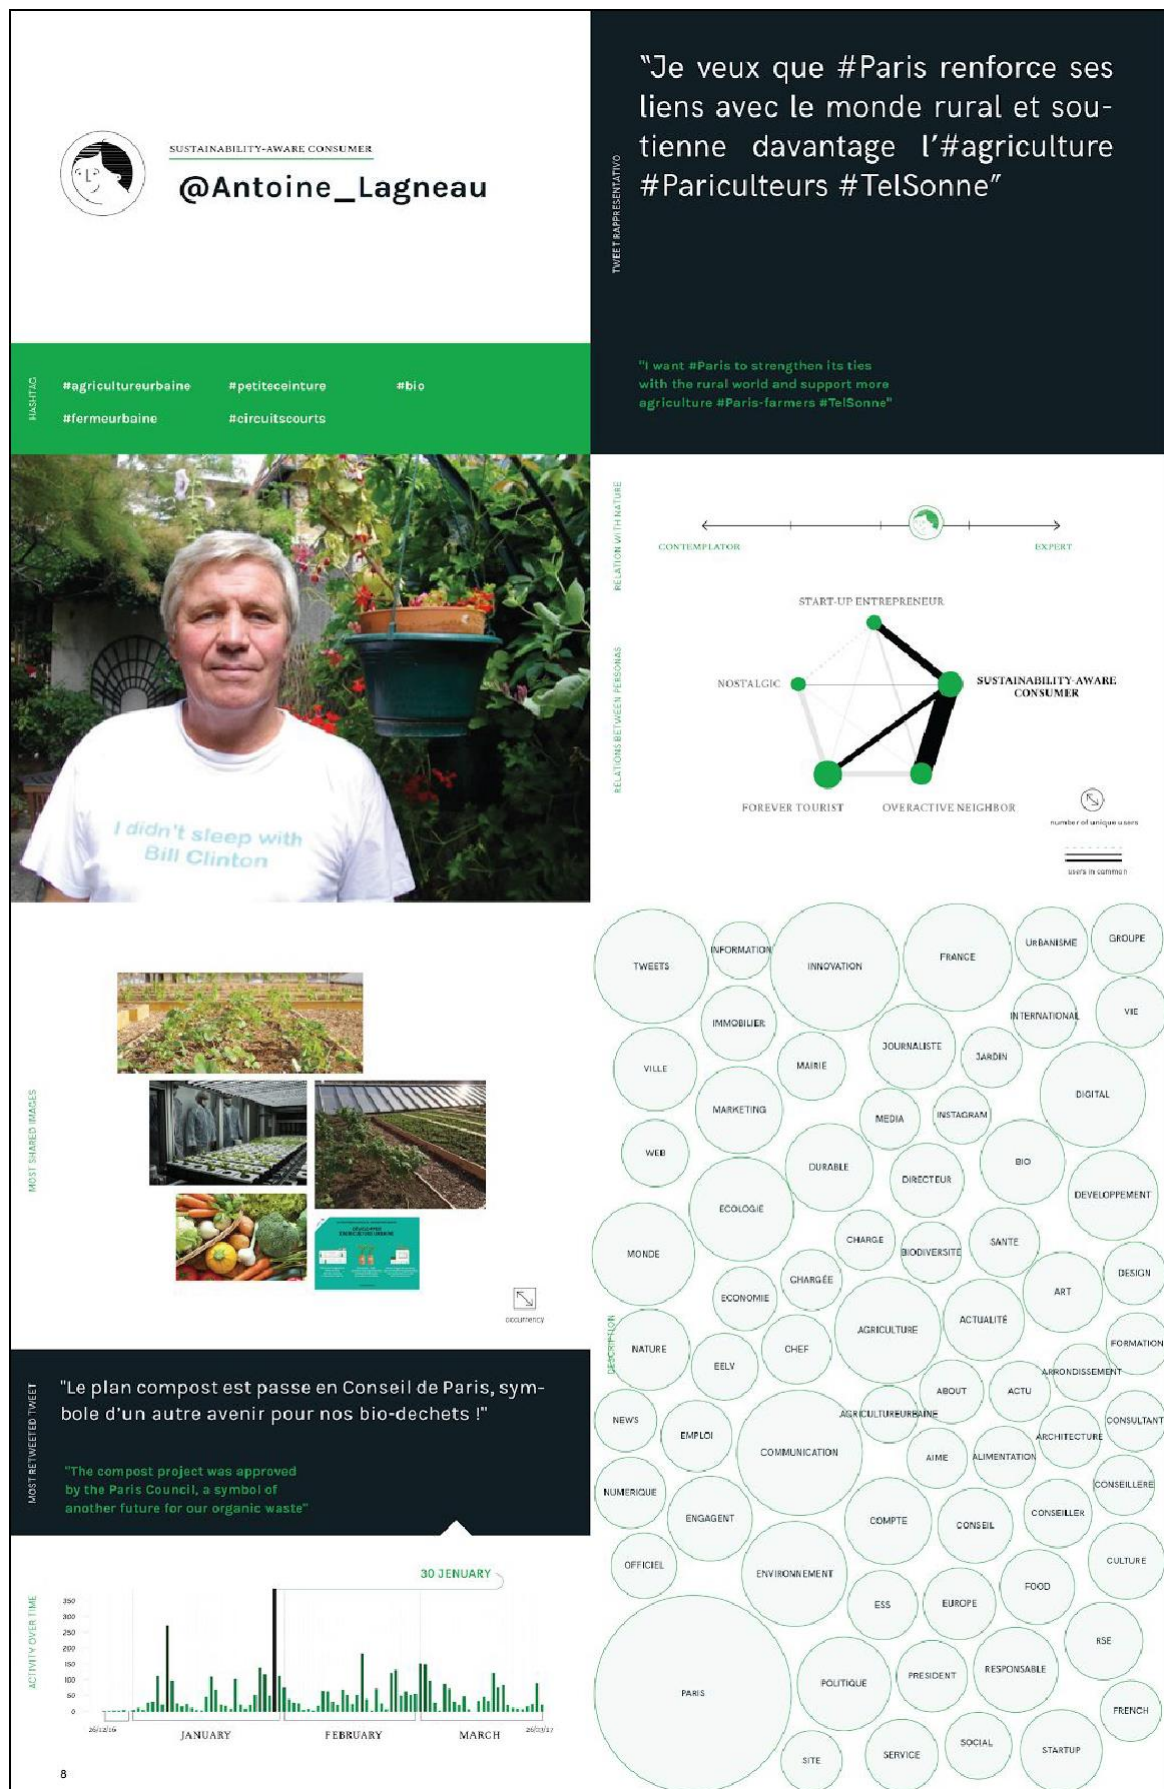 SUSTAINABILITY-AWARE CONSUMER
@Antoine_Lagneau
HASHTAG
#agricultureurbaine #petiteceinture #bio
#fermeurbaine #circuitscourts
TWEET RAPPRESENTATIVO
"Je veux que #Paris renforce ses
liens avec le monde rural et sou-
tienne davantage l'#agriculture
#Pariculteurs #TelSonne"
"I want #Paris to strengthen its ties
with the rural world and support more
agriculture #Paris-farmers #TelSonne"
I didn't sleep with
Bill Clinton
RELATION WITH NATURE
CONTEMPLATOR
EXPERT
RELATIONS BETWEEN PERSONAS
START-UP ENTREPRENEUR
NOSTALGIC
SUSTAINABILITY-AWARE
CONSUMER
FOREVER TOURIST
OVERACTIVE NEIGHBOR
number of unique users
users in common
MOST SHARED IMAGES
occurrency
MOST RETWEETED TWEET
"Le plan compost est passe en Conseil de Paris, sym-
bole d'un autre avenir pour nos bio-dechets !"
"The compost project was approved
by the Paris Council, a symbol of
another future for our organic waste"
ACTIVITY OVER TIME
30 JENUARY
350
300
250
200
150
100
50
0
26/12/16
JANUARY
FEBRUARY
MARCH
26/03/17
8
DESCRIPTION
TWEETS
INFORMATION
INNOVATION
FRANCE
URBANISME
GROUPE
IMMOBILIER
INTERNATIONAL
VIE
VILLE
MAIRIE
JOURNALISTE
JARDIN
MARKETING
MEDIA
INSTAGRAM
DIGITAL
WEB
DURABLE
DIRECTEUR
BIO
DEVELOPPEMENT
ECOLOGIE
MONDE
CHARGE
BIODIVERSITE
SANTE
ECONOMIE
CHARGÉE
ART
DESIGN
AGRICULTURE
ACTUALITÉ
NATURE
EELV
CHEF
FORMATION
ARRONDISSEMENT
ABOUT
ACTU
NEWS
EMPLOI
AGRICULTUREURBAINE
ARCHITECTURE
CONSULTANT
COMMUNICATION
AIME
ALIMENTATION
NUMERIQUE
CONSEILLERE
ENGAGENT
COMPTE
CONSEIL
CONSEILLER
OFFICIEL
ENVIRONNEMENT
FOOD
CULTURE
ESS
EUROPE
RSE
PARIS
POLITIQUE
PRESIDENT
RESPONSABLE
FRENCH
SITE
SERVICE
SOCIAL
STARTUP